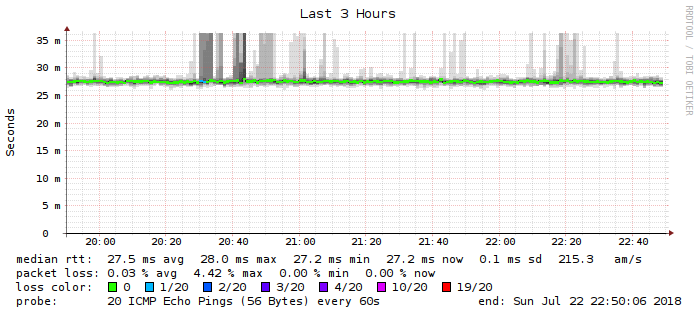 Last 3 Hours
RRDTOOL / TOBI OETIKER
Seconds
35 m
30 m
25 m
20 m
15 m
10 m
5 m
0
20:00 20:20 20:40 21:00 21:20 21:40 22:00 22:20 22:40
median rtt: 27.5 ms avg 28.0 ms max 27.2 ms min 27.2 ms now 0.1 ms sd 215.3 am/s
packet loss: 0.03 % avg 4.42 % max 0.00 % min 0.00 % now
loss color: 0 1/20 2/20 3/20 4/20 10/20 19/20
probe: 20 ICMP Echo Pings (56 Bytes) every 60s end: Sun Jul 22 22:50:06 2018